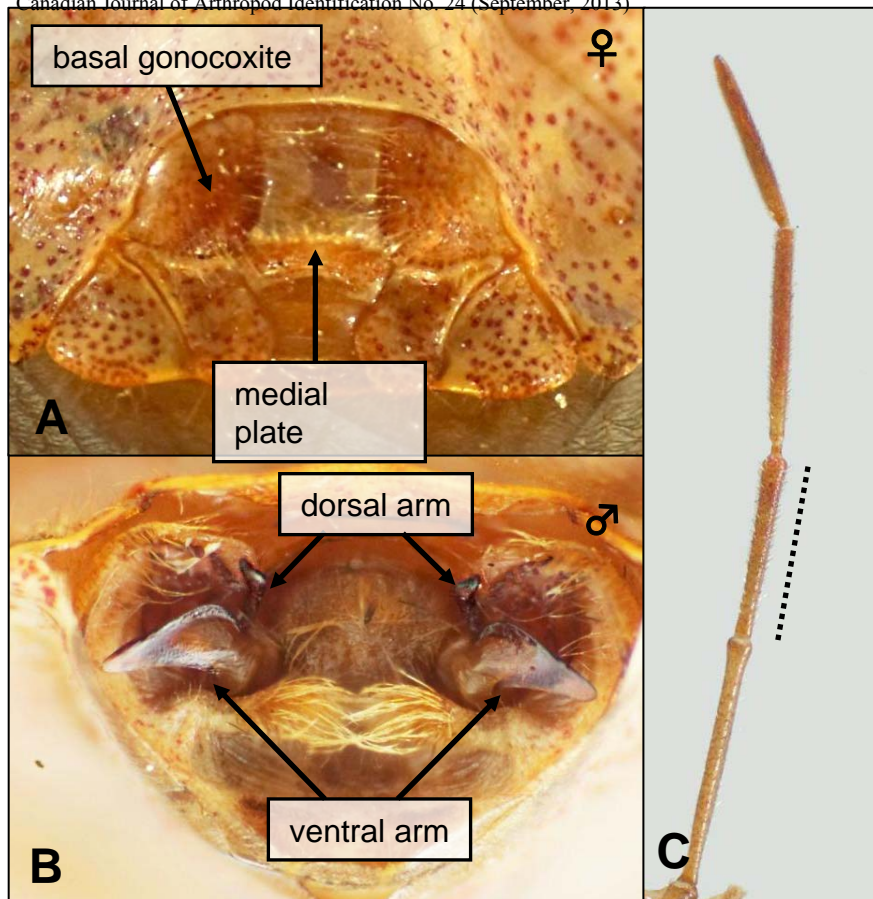 Canadian Journal of Arthropod Identification No. 24 (September, 2013)
basal gonocoxite
♀
medial
plate
A
dorsal arm
♂
ventral arm
B
C